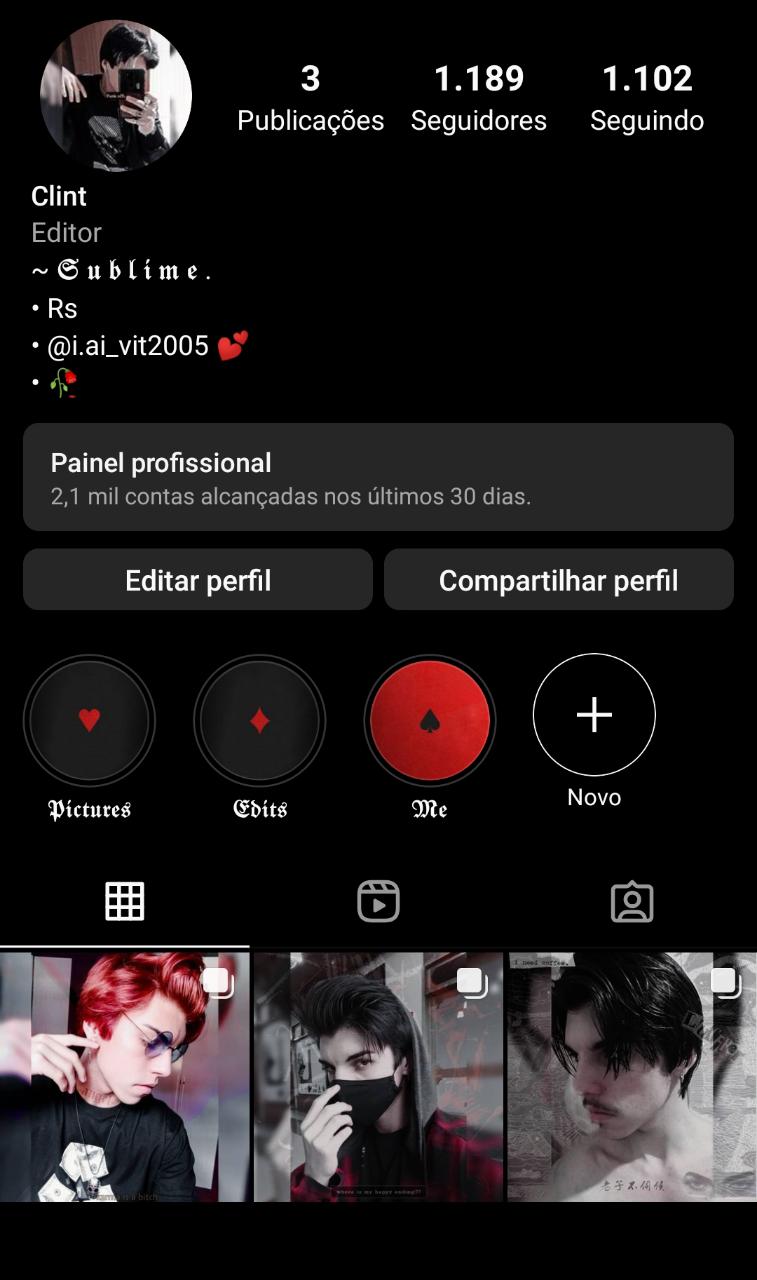 3 1.189 1.102
Publicações Seguidores Seguindo
Clint
Editor
~ 𝕾 𝖚 𝖇 𝖑 𝖎 𝖒 𝖊 .
• Rs
• @i.ai_vit2005 💕
• 🥀
Painel profissional
2,1 mil contas alcançadas nos últimos 30 dias.
Editar perfil Compartilhar perfil
𝕻𝖎𝖈𝖙𝖚𝖗𝖊𝖘 𝕰𝖉𝖎𝖙𝖘 𝕸𝖊 Novo
I need coffee.
is a bitch
where is my happy ending??